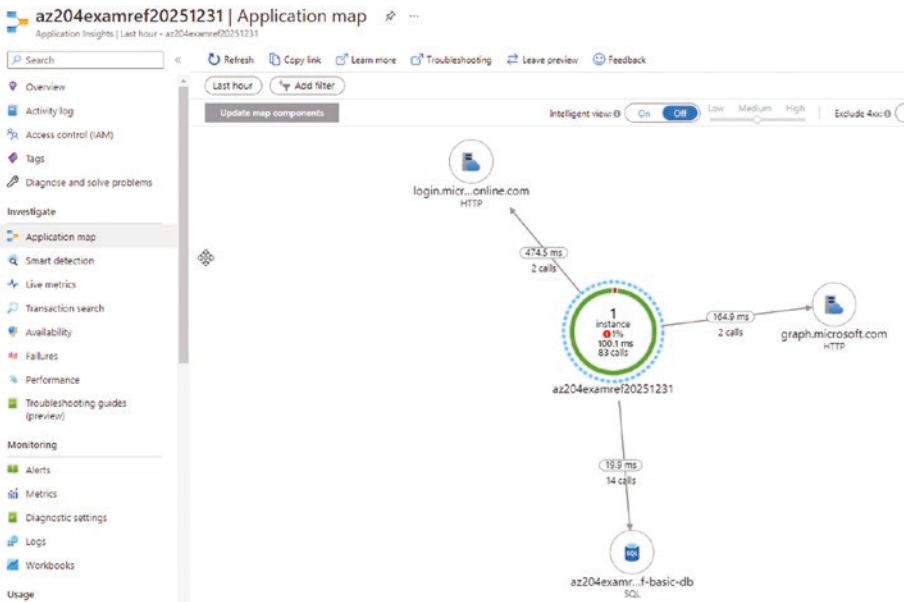 az204examref20251231 | Application map
Application Insights | Last hour - az204examref20251231
Search
Refresh Copy link Learn more Troubleshooting Leave preview Feedback
Last hour Add filter
Update map components
Intelligent view: On Off Low Medium High Exclude 4xx:
Overview
Activity log
Access control (IAM)
Tags
Diagnose and solve problems
Investigate
Application map
Smart detection
Live metrics
Transaction search
Availability
Failures
Performance
Troubleshooting guides
(preview)
Monitoring
Alerts
Metrics
Diagnostic settings
Logs
Workbooks
Usage
login.micr...online.com
HTTP
474.5 ms
2 calls
1
instance
1%
100.1 ms
83 calls
az204examref20251231
164.9 ms
2 calls
graph.microsoft.com
HTTP
19.9 ms
14 calls
SQL
az204examr...f-basic-db
SQL